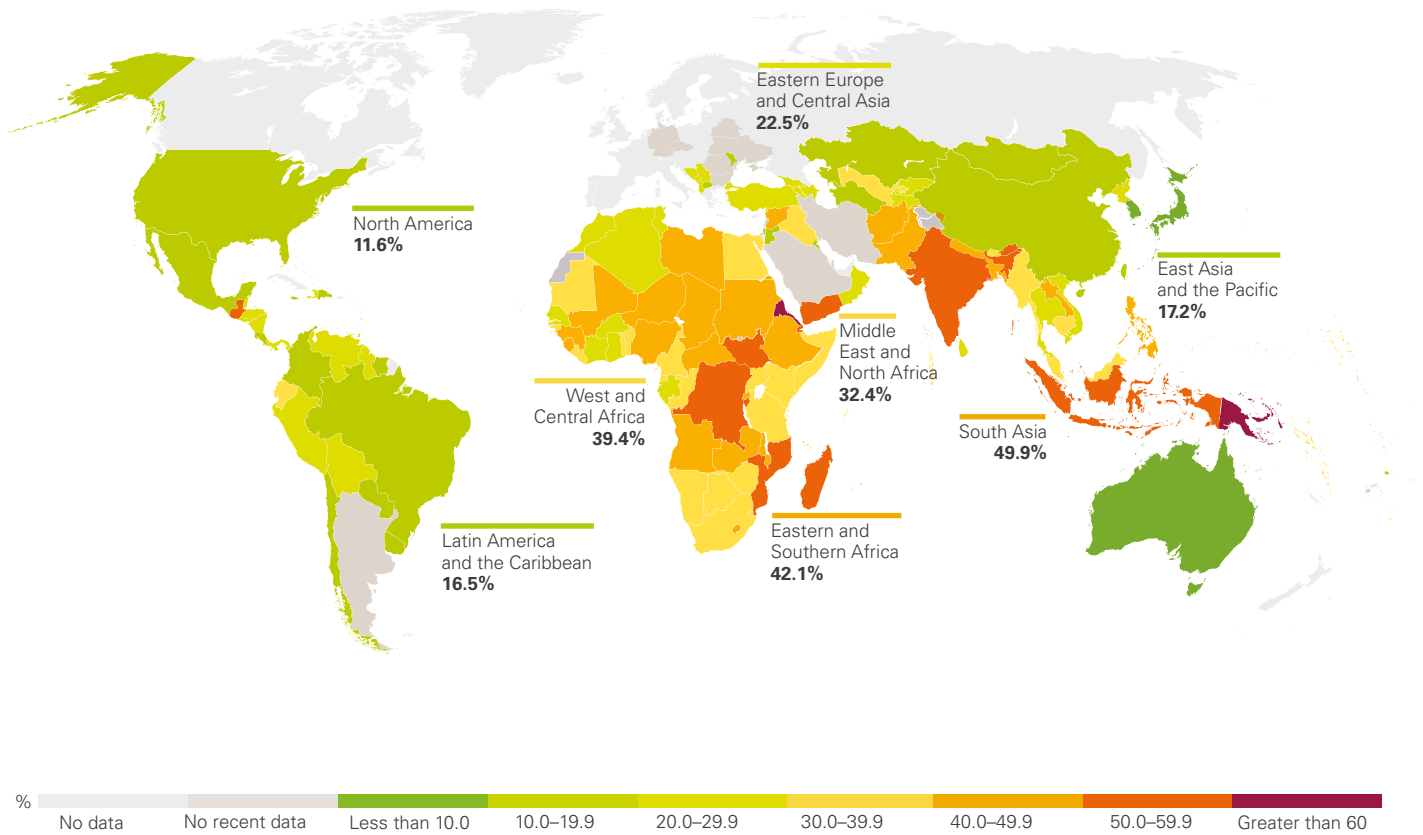 Eastern Europe
and Central Asia
22.5%
North America
11.6%
East Asia
and the Pacific
17.2%
Middle
East and
North Africa
32.4%
West and
Central Africa
39.4%
South Asia
49.9%
Latin America
and the Caribbean
16.5%
Eastern and
Southern Africa
42.1%
%
No data
No recent data
Less than 10.0
10.0–19.9
20.0–29.9
30.0–39.9
40.0–49.9
50.0–59.9
Greater than 60